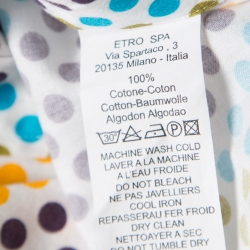 ETRO SPA
Via Spartaco , 3
20135 Milano - Italia
100%
Cotone-Coton
Cotton-Baumwolle
Algodon Algodao
30°
MACHINE WASH COLD
LAVER A LA MACHINE
A L'EAU FROIDE
DO NOT BLEACH
NE PAS JAVELLIERS
COOL IRON
REPASSERAU FER FROID
DRY CLEAN
NETTOAYER A SEC
DO NOT TUMBLE DRY